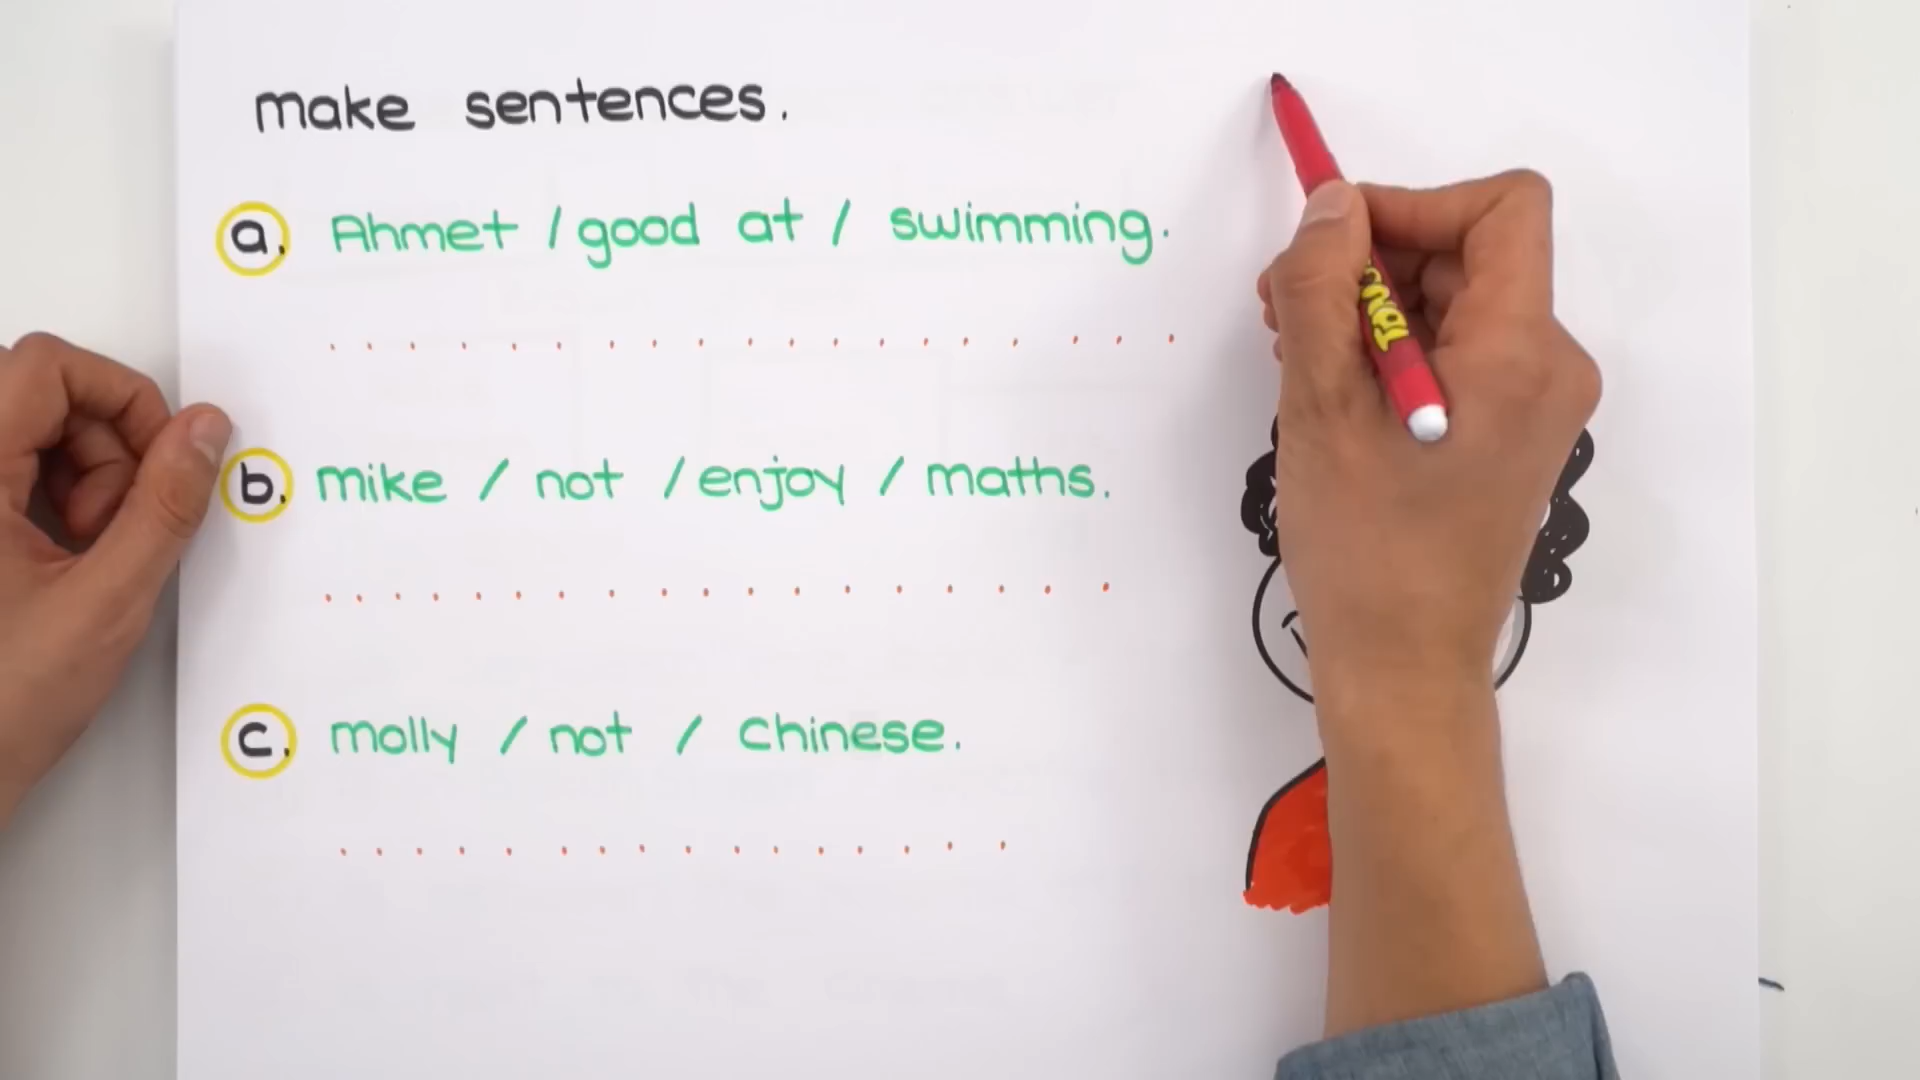 make sentences.
a. Ahmet / good at / swimming.
b. mike / not / enjoy / maths.
c. molly / not / Chinese.